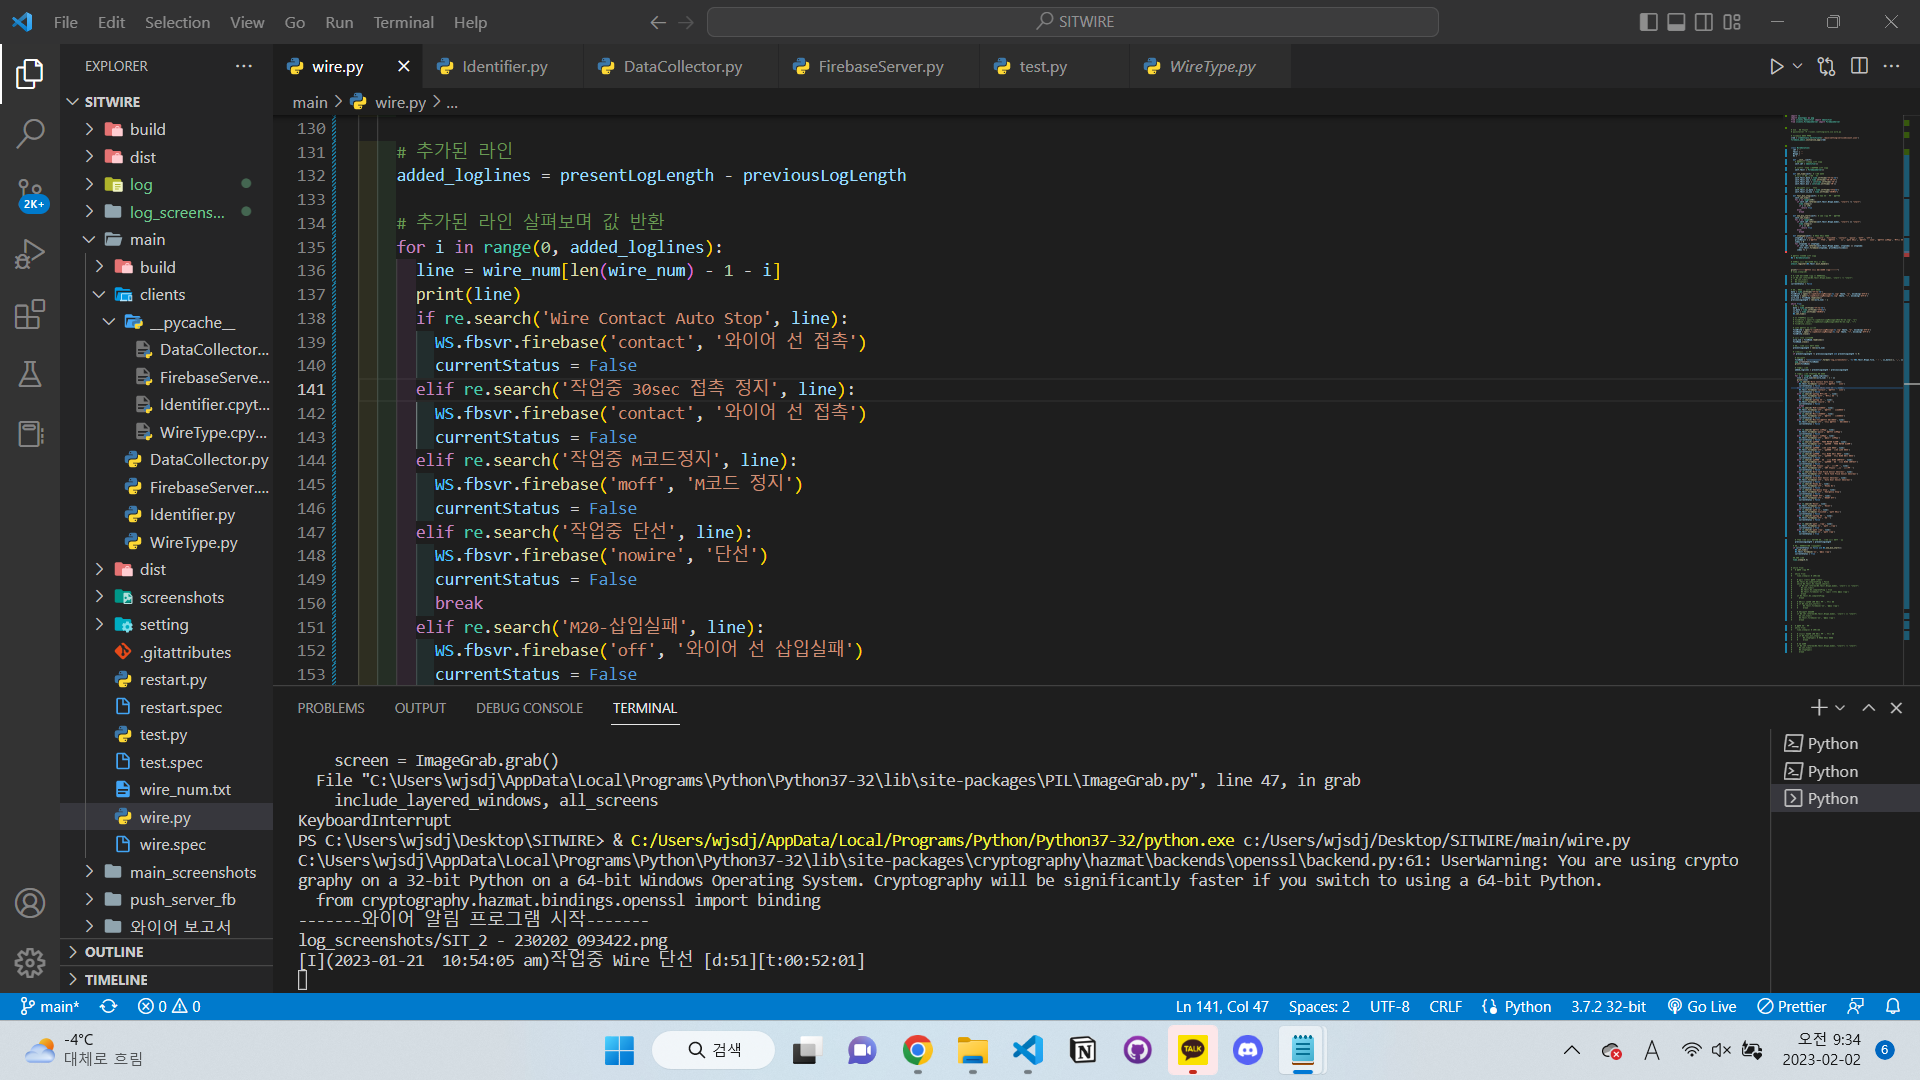 File Edit Selection View Go Run Terminal Help
SITWIRE
EXPLORER
wire.py
Identifier.py
DataCollector.py
FirebaseServer.py
test.py
WireType.py
main > wire.py > ...
SITWIRE
build
dist
log
log_screens...
main
build
clients
__pycache__
DataCollector...
FirebaseServe...
Identifier.cpyt...
WireType.cpy...
DataCollector.py
FirebaseServer....
Identifier.py
WireType.py
dist
screenshots
setting
.gitattributes
restart.py
restart.spec
test.py
test.spec
wire_num.txt
wire.py
wire.spec
main_screenshots
push_server_fb
와이어 보고서
OUTLINE
TIMELINE
2K+
130
131 # 추가된 라인
132 added_loglines = presentLogLength - previousLogLength
133
134 # 추가된 라인 살펴보며 값 반환
135 for i in range(0, added_loglines):
136 line = wire_num[len(wire_num) - 1 - i]
137 print(line)
138 if re.search('Wire Contact Auto Stop', line):
139 WS.fbsvr.firebase('contact', '와이어 선 접촉')
140 currentStatus = False
141 elif re.search('작업중 30sec 접촉 정지', line):
142 WS.fbsvr.firebase('contact', '와이어 선 접촉')
143 currentStatus = False
144 elif re.search('작업중 M코드정지', line):
145 WS.fbsvr.firebase('moff', 'M코드 정지')
146 currentStatus = False
147 elif re.search('작업중 단선', line):
148 WS.fbsvr.firebase('nowire', '단선')
149 currentStatus = False
150 break
151 elif re.search('M20-삽입실패', line):
152 WS.fbsvr.firebase('off', '와이어 선 삽입실패')
153 currentStatus = False
PROBLEMS OUTPUT DEBUG CONSOLE TERMINAL
screen = ImageGrab.grab()
File "C:\Users\wjsdj\AppData\Local\Programs\Python\Python37-32\lib\site-packages\PIL\ImageGrab.py", line 47, in grab
include_layered_windows, all_screens
KeyboardInterrupt
PS C:\Users\wjsdj\Desktop\SITWIRE> & C:/Users/wjsdj/AppData/Local/Programs/Python/Python37-32/python.exe c:/Users/wjsdj/Desktop/SITWIRE/main/wire.py
C:\Users\wjsdj\AppData\Local\Programs\Python\Python37-32\lib\site-packages\cryptography\hazmat\backends\openssl\backend.py:61: UserWarning: You are using crypto
graphy on a 32-bit Python on a 64-bit Windows Operating System. Cryptography will be significantly faster if you switch to using a 64-bit Python.
from cryptography.hazmat.bindings.openssl import binding
-------와이어 알림 프로그램 시작-------
log_screenshots/SIT_2 - 230202_093422.png
[I](2023-01-21  10:54:05 am)작업중 Wire 단선 [d:51][t:00:52:01]
Python
Python
Python
main* 0 0 Ln 141, Col 47 Spaces: 2 UTF-8 CRLF Python 3.7.2 32-bit Go Live Prettier
-4°C
대체로 흐림
검색
TALK
A
오전 9:34
2023-02-02
6